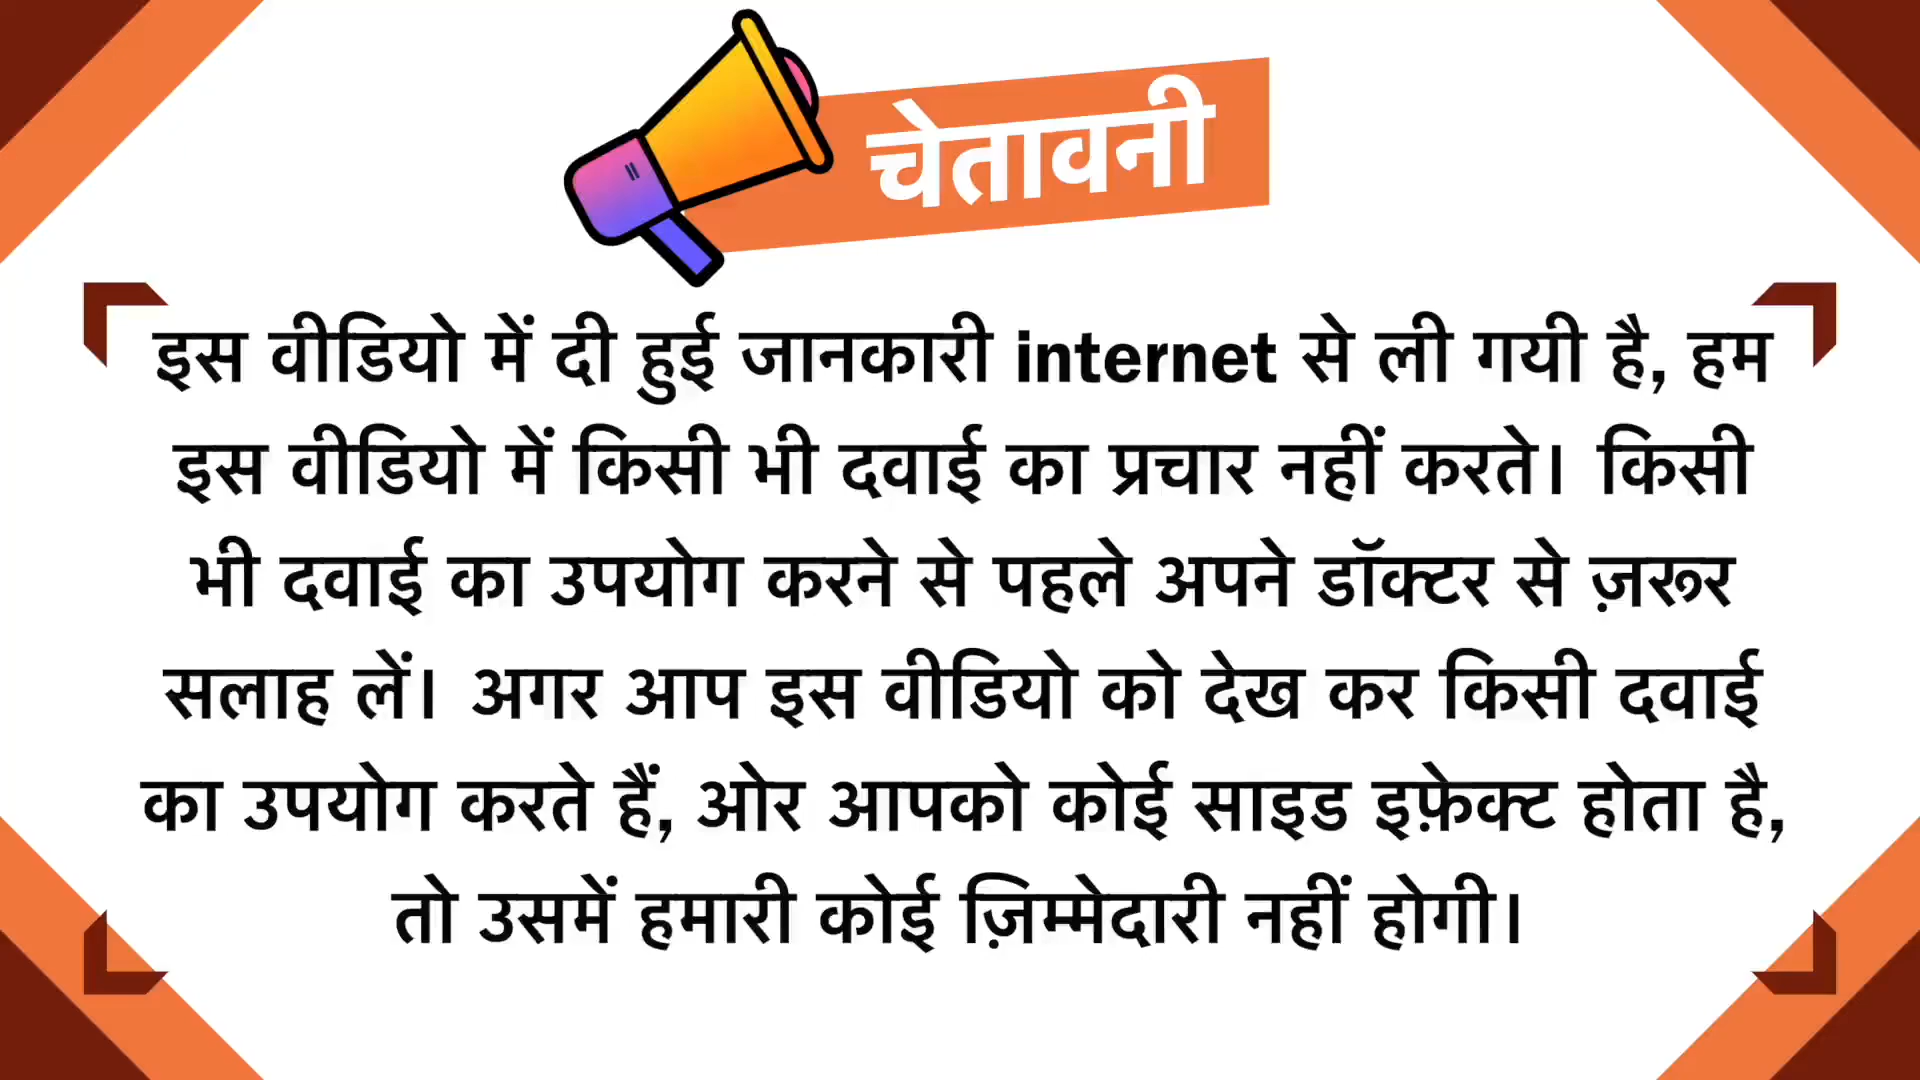 चेतावनी
इस वीडियो में दी हुई जानकारी internet से ली गयी है, हम
इस वीडियो में किसी भी दवाई का प्रचार नहीं करते। किसी
भी दवाई का उपयोग करने से पहले अपने डॉक्टर से ज़रूर
सलाह लें। अगर आप इस वीडियो को देख कर किसी दवाई
का उपयोग करते हैं, ओर आपको कोई साइड इफ़ेक्ट होता है,
तो उसमें हमारी कोई ज़िम्मेदारी नहीं होगी।